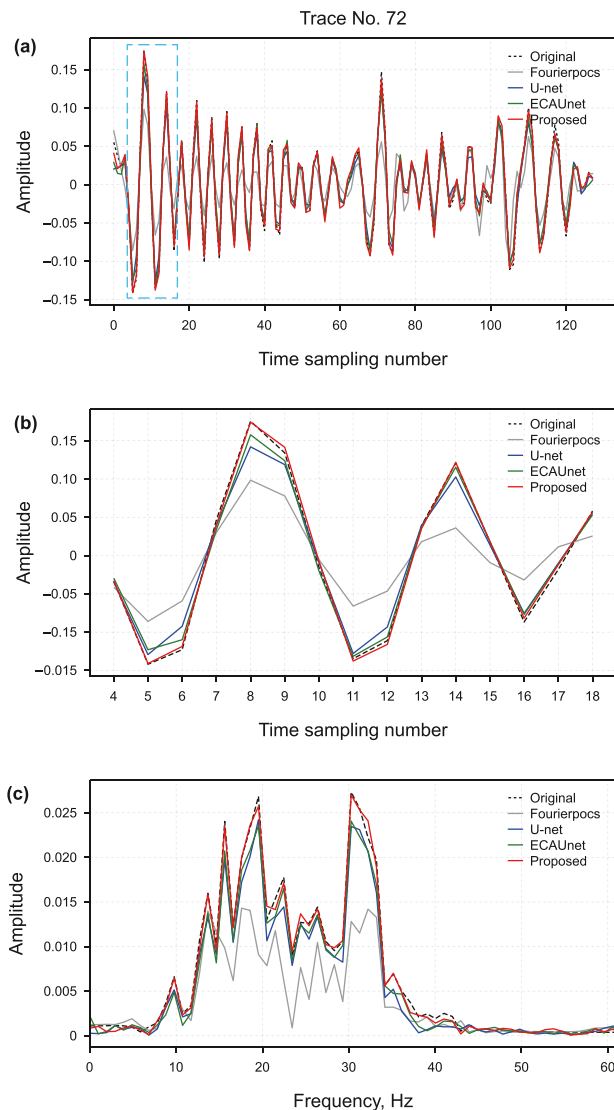 Trace No. 72
(a)
Original
Fourierpocs
U-net
ECAUnet
Proposed
0.15
0.10
0.05
0
−0.05
−0.10
−0.15
Amplitude
0 20 40 60 80 100 120
Time sampling number
(b)
Original
Fourierpocs
U-net
ECAUnet
Proposed
0.15
0.10
0.05
0
−0.05
−0.10
−0.015
Amplitude
4 5 6 7 8 9 10 11 12 13 14 15 16 17 18
Time sampling number
(c)
Original
Fourierpocs
U-net
ECAUnet
Proposed
0.025
0.020
0.015
0.010
0.005
0
Amplitude
0 10 20 30 40 50 60
Frequency, Hz